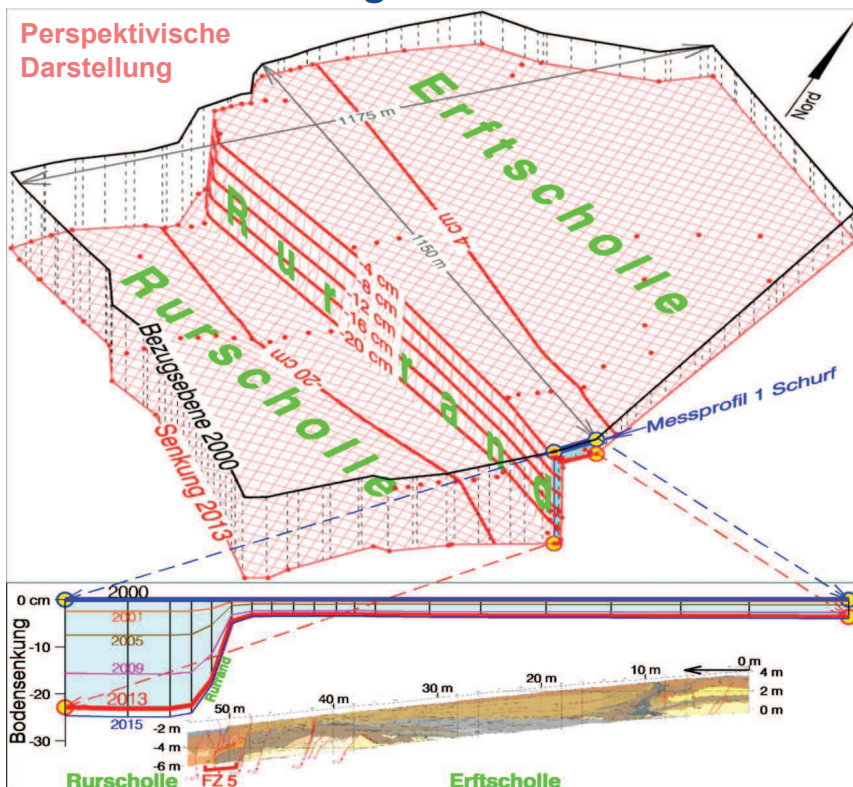 Perspektivische
Darstellung
Nord
Erftscholle
1175 m
-4 cm
1150 m
Rurrand
-4 cm
-8 cm
-12 cm
-16 cm
-20 cm
Rurscholle
-20 cm
Bezugsebene 2000
Senkung 2013
Messprofil 1 Schurf
Bodensenkung
0 cm
-10
-20
-30
2000
2001
2005
2009
2013
2015
Rurrand
50 m
40 m
30 m
20 m
10 m
0 m
4 m
2 m
0 m
-2 m
-4 m
-6 m
FZ 5
Rurscholle
Erftscholle